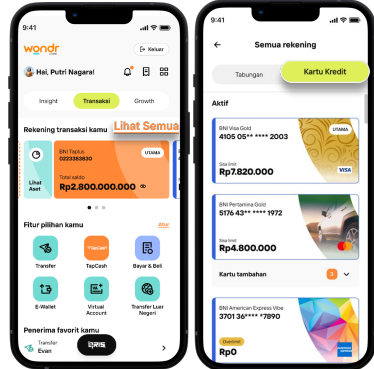 9:41
wondr
Keluar
Hai, Putri Nagara!
Insight
Transaksi
Growth
Rekening transaksi kamu
Lihat Semua
Lihat
Aset
BNI Taplus
0223383830
UTAMA
Total saldo
Rp2.800.000.000
Fitur pilihan kamu
Atur
Transfer
TapCash
Bayar & Beli
E-Wallet
Virtual
Account
Transfer Luar
Negeri
Penerima favorit kamu
Transfer
Evan
QRIS
9:41
Semua rekening
Tabungan
Kartu Kredit
Aktif
BNI Visa Gold
4105 05** **** 2003
UTAMA
Sisa limit
Rp7.820.000
VISA
BNI Pertamina Gold
5176 43** **** 1972
Sisa limit
Rp4.800.000
Kartu tambahan
3
BNI American Express Vibe
3701 36**** *7890
Overlimit
Rp0